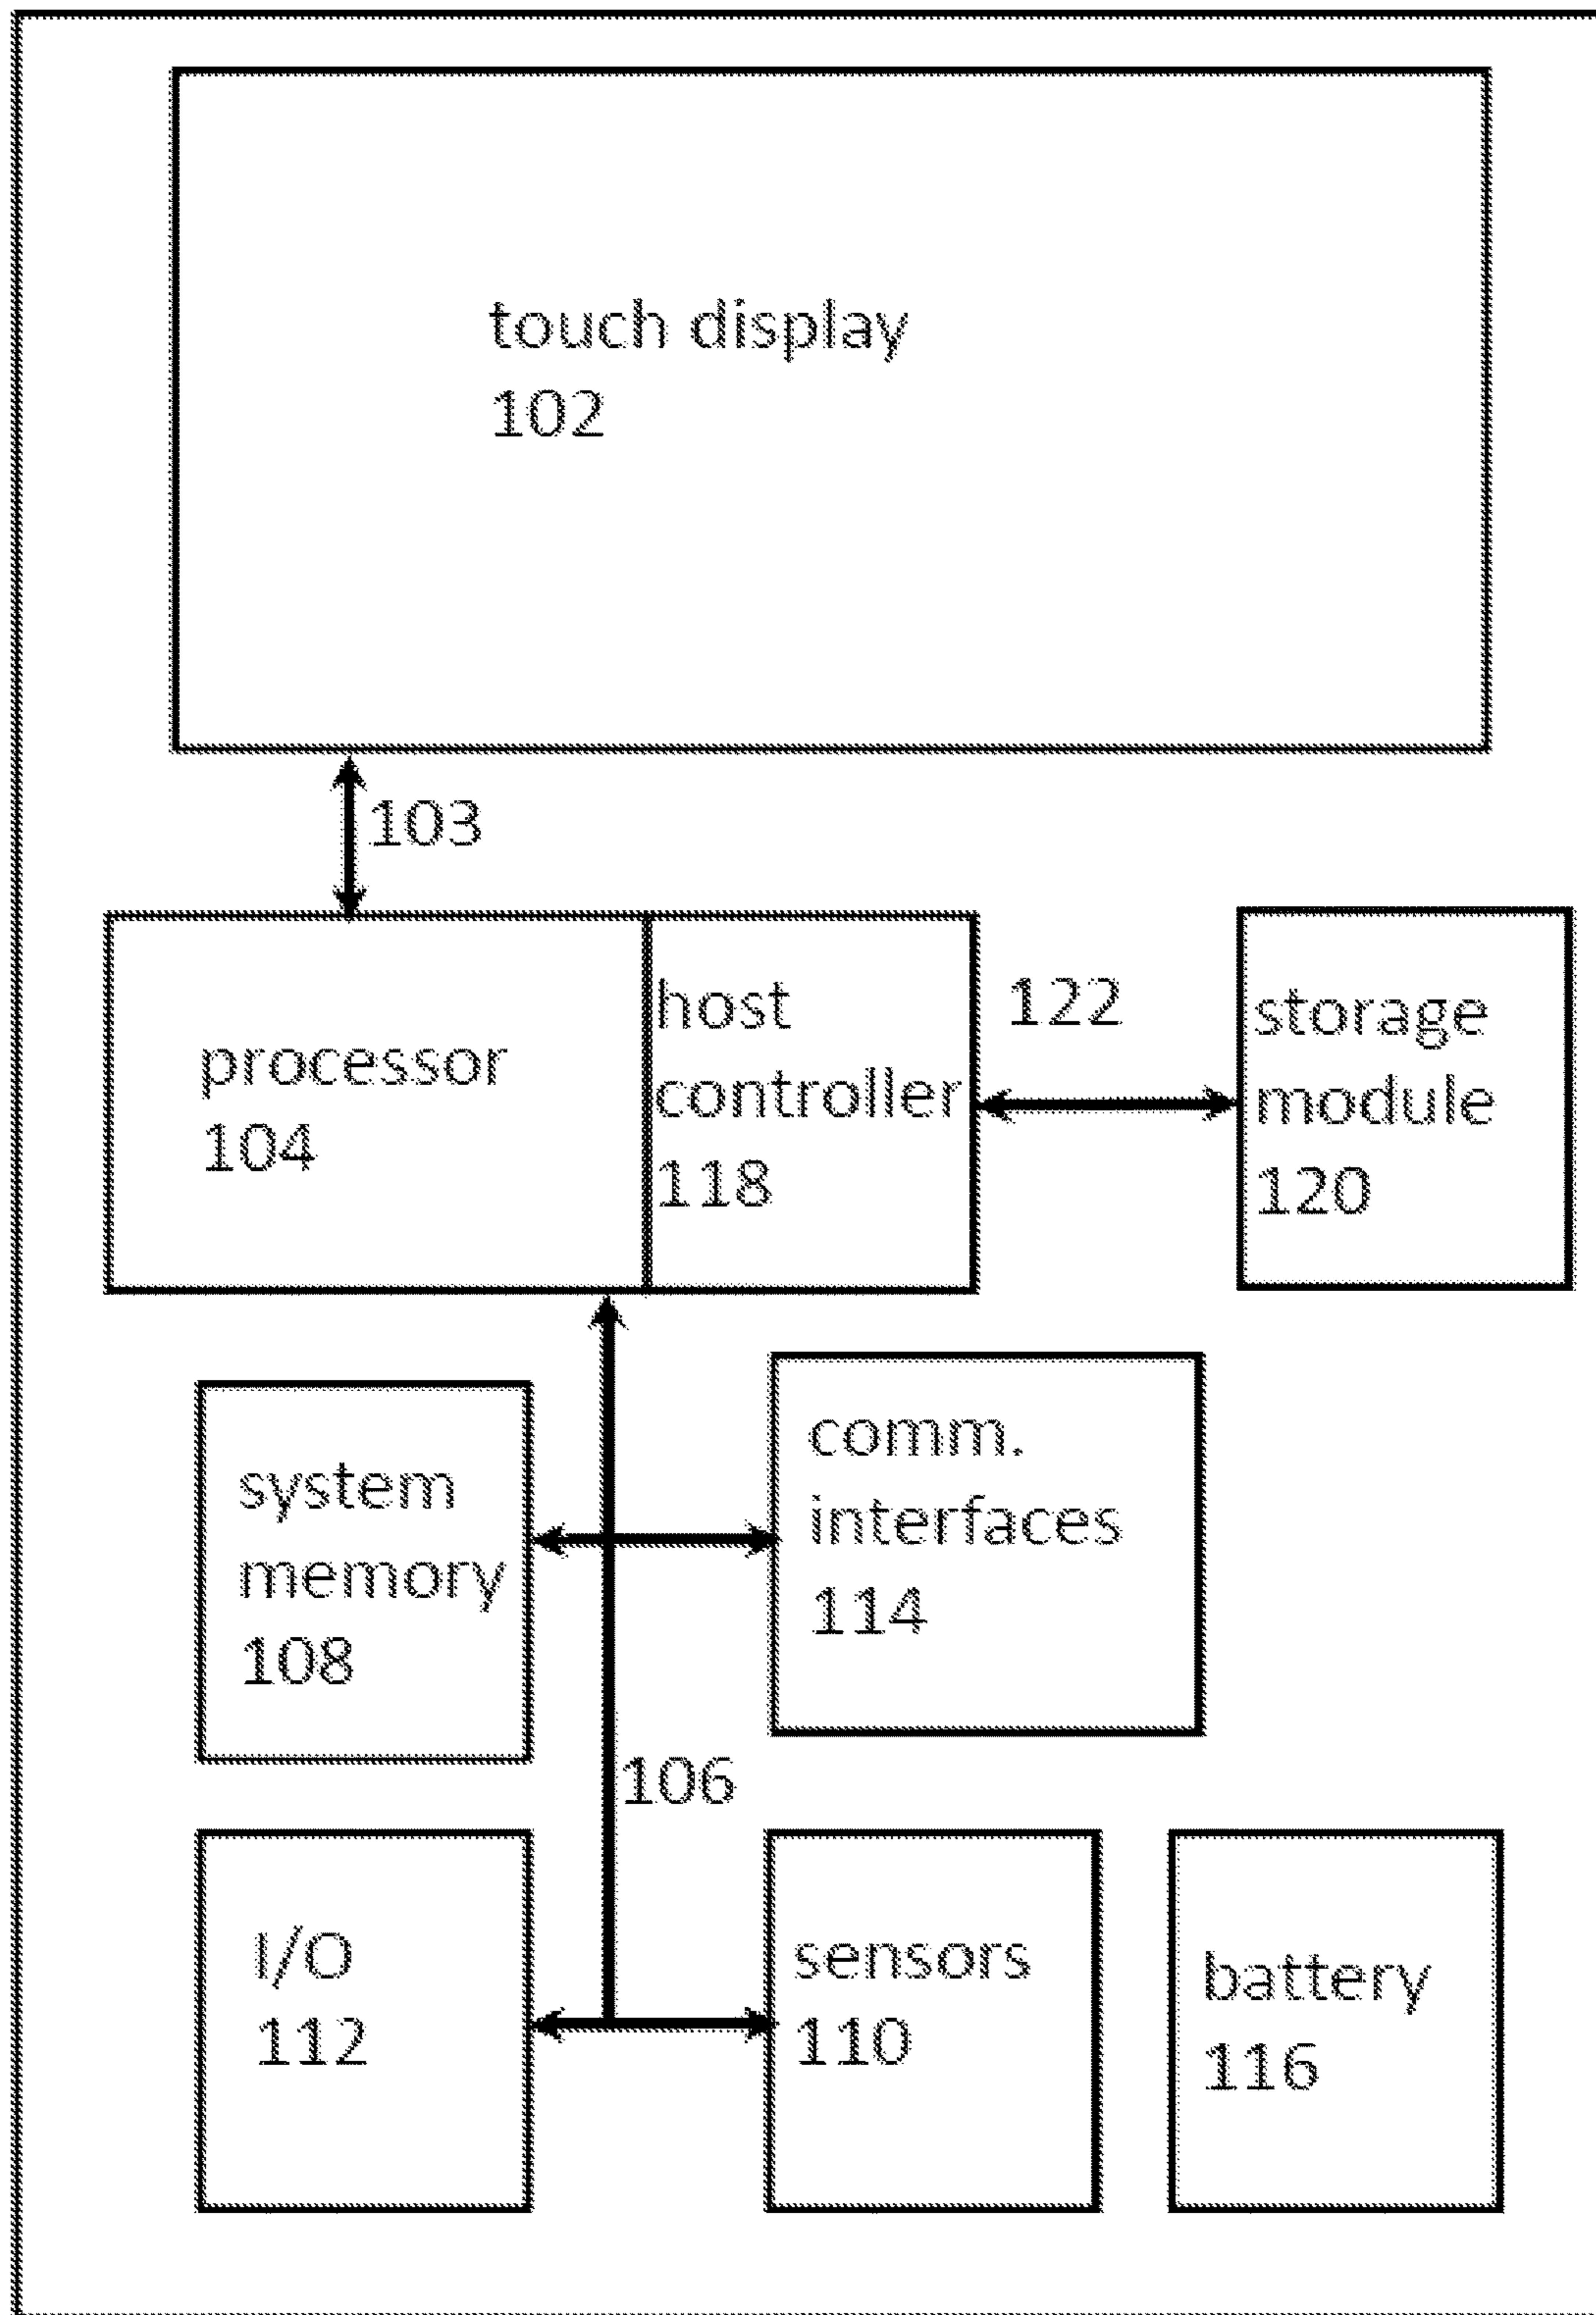 touch display
102
103
processor
104
host
controller
118
122
storage
module
120
system
memory
108
comm.
interfaces
114
106
I/O
112
sensors
110
battery
116